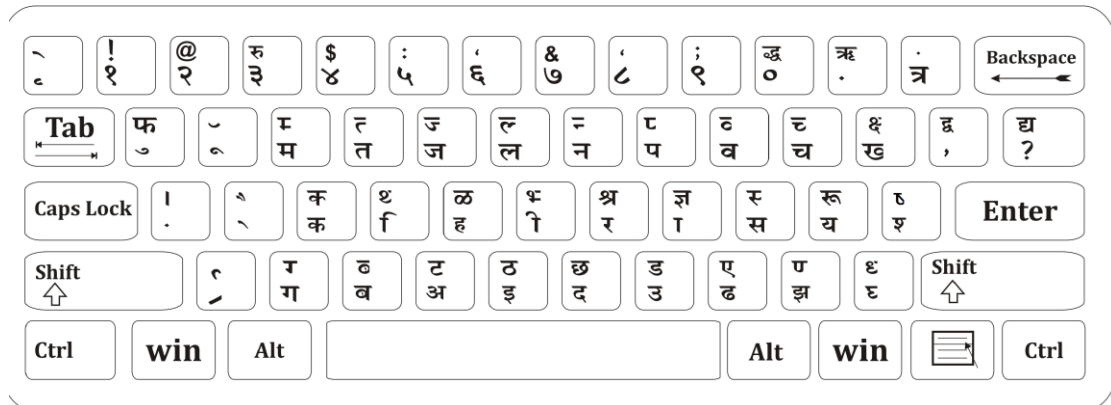 ! @ रु $ : ‘ & ‘ ; द्ध ऋ . Backspace
१ २ ३ ४ ५ ६ ७ ८ ९ ० . त्र
Tab फ म् त् ज् ल् न् प् व् च् क्ष् द्व द्य
म त ज ल न प व च ख , ?
Caps Lock । क् थ् ळ भ् श्र ज्ञ स् रू ष्
. क ि ह ी र ा स य श्
Shift ग् ब् ट ठ छ ड ए ण् ध् Shift
ग ब अ इ द उ ढ झ घ्
Enter
Ctrl win Alt Alt win Ctrl